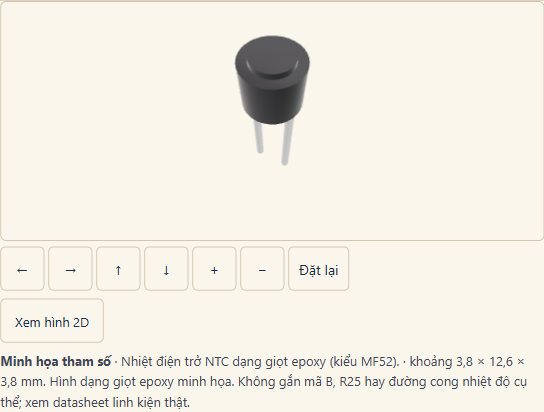 ← → ↑ ↓ + − Đặt lại
Xem hình 2D
Minh họa tham số · Nhiệt điện trở NTC dạng giọt epoxy (kiểu MF52). · khoảng 3,8 × 12,6 ×
3,8 mm. Hình dạng giọt epoxy minh họa. Không gắn mã B, R25 hay đường cong nhiệt độ cụ
thể; xem datasheet linh kiện thật.